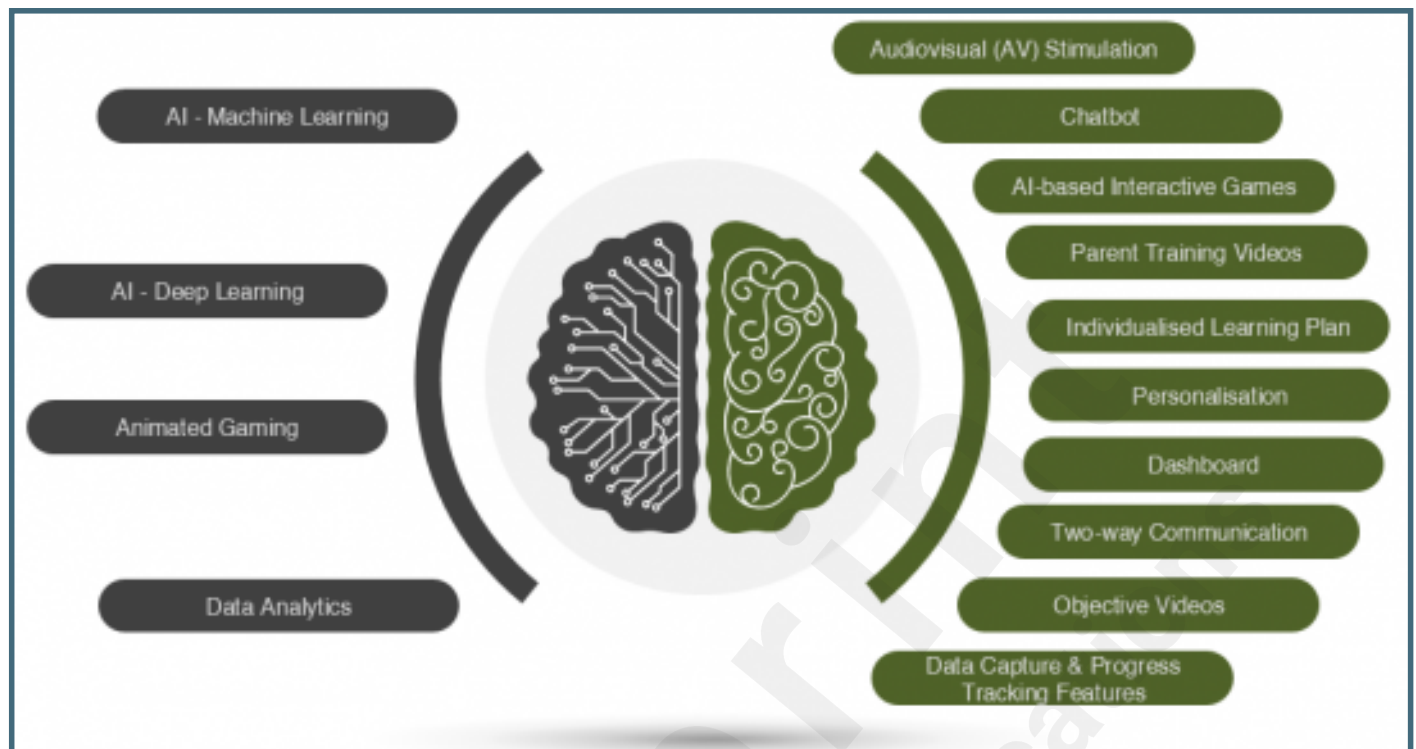 Audiovisual (AV) Stimulation
AI - Machine Learning
Chatbot
AI-based Interactive Games
Parent Training Videos
AI - Deep Learning
Individualised Learning Plan
Personalisation
Animated Gaming
Dashboard
Two-way Communication
Data Analytics
Objective Videos
Data Capture & Progress
Tracking Features